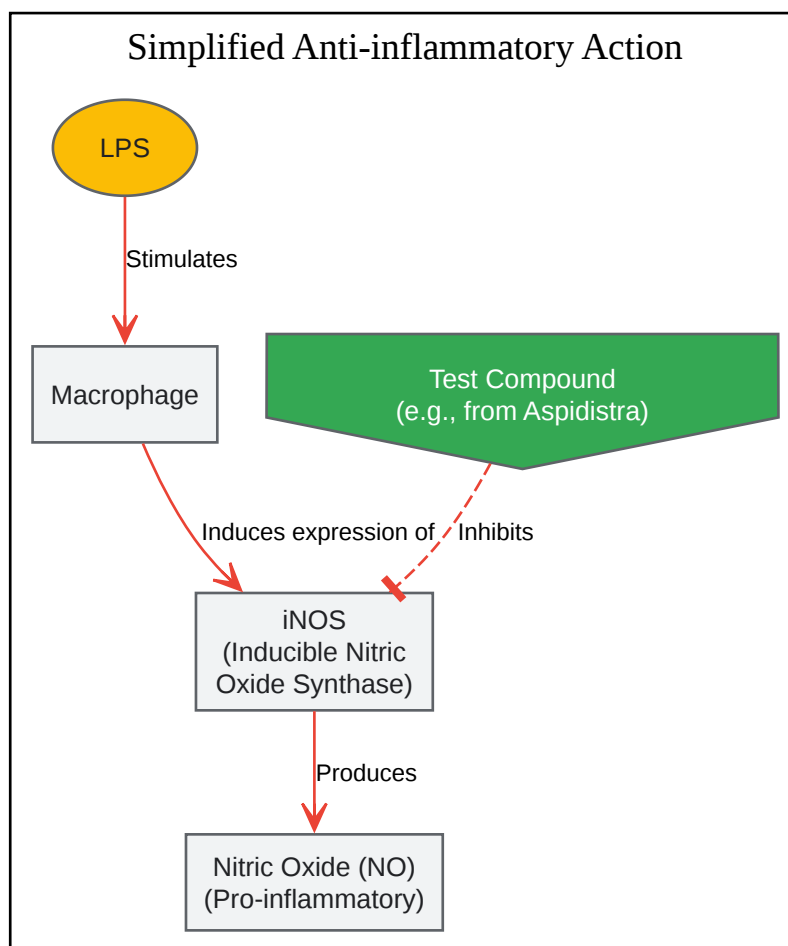 Simplified Anti-inflammatory Action
LPS
Stimulates
Macrophage
Test Compound
(e.g., from Aspidistra)
Induces expression of
Inhibits
iNOS
(Inducible Nitric
Oxide Synthase)
Produces
Nitric Oxide (NO)
(Pro-inflammatory)